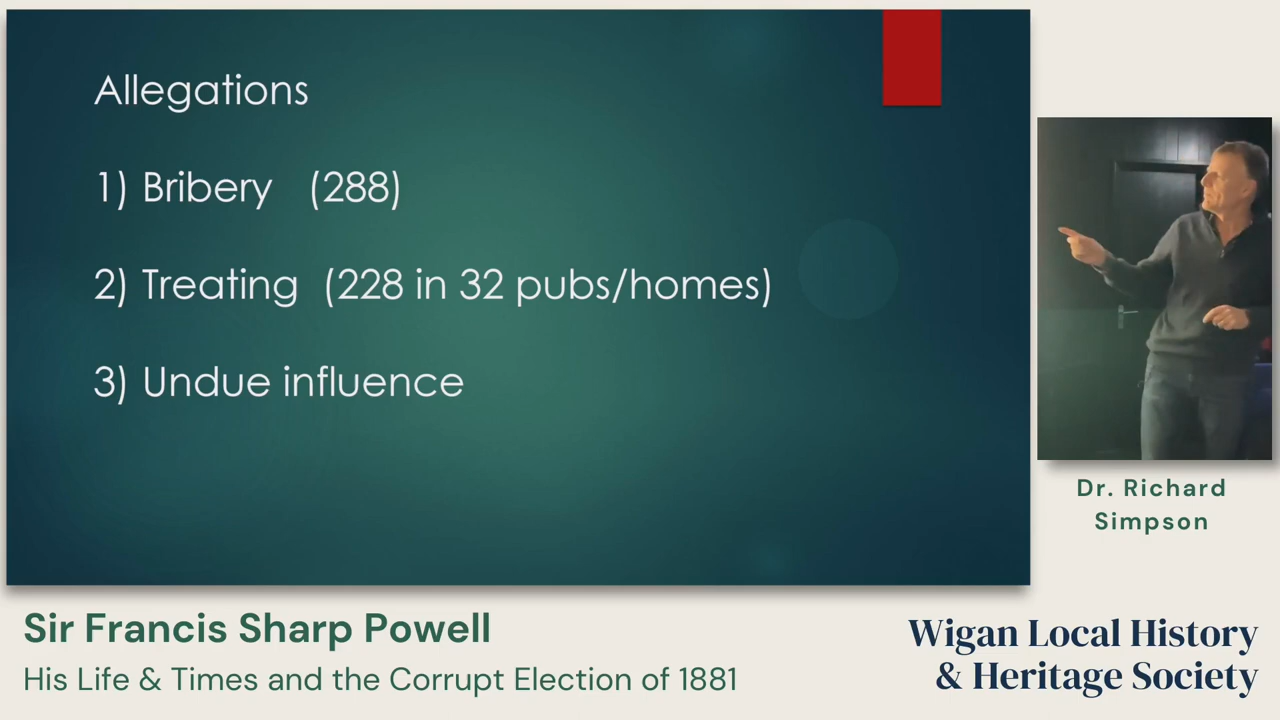 Allegations
1) Bribery (288)
2) Treating (228 in 32 pubs/homes)
3) Undue influence
Dr. Richard
Simpson
Sir Francis Sharp Powell
His Life & Times and the Corrupt Election of 1881
Wigan Local History
& Heritage Society